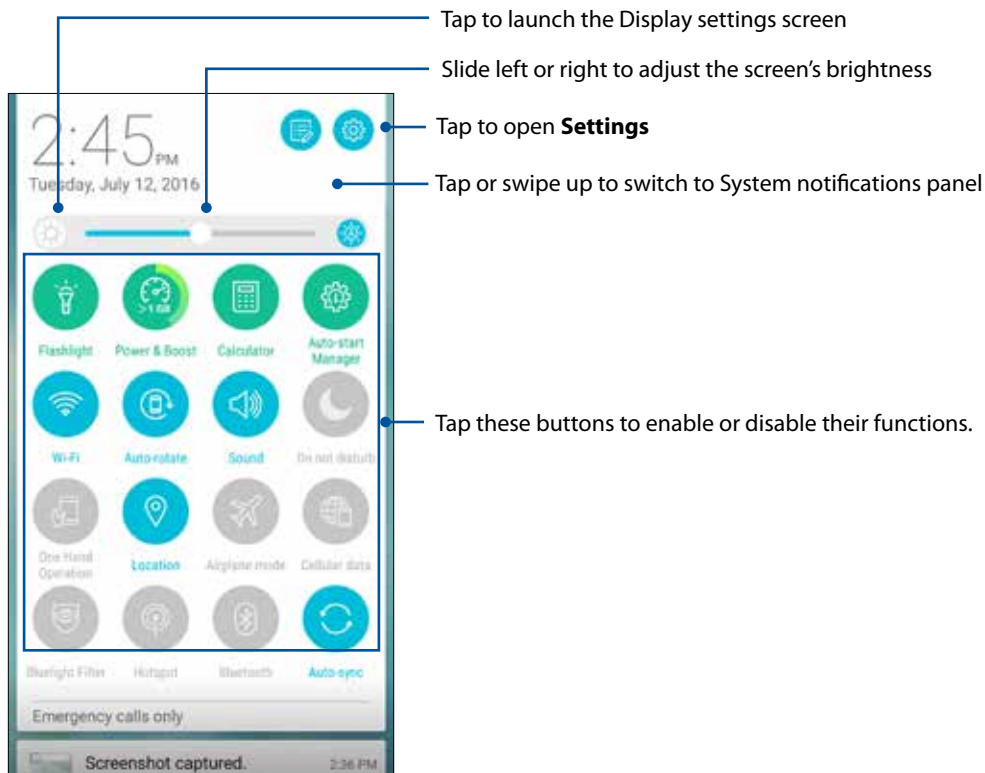 Tap to launch the Display settings screen
Slide left or right to adjust the screen's brightness
Tap to open Settings
Tap or swipe up to switch to System notifications panel
2:45 PM
Tuesday, July 12, 2016
>1 GB
Flashlight
Power & Boost
Calculator
Auto-start
Manager
Tap these buttons to enable or disable their functions.
Wi-Fi
Auto-rotate
Sound
Do not disturb
One Hand
Operation
Location
Airplane mode
Cellular data
Bluelight Filter
Hotspot
Bluetooth
Auto-sync
Emergency calls only
Screenshot captured.
2:36 PM